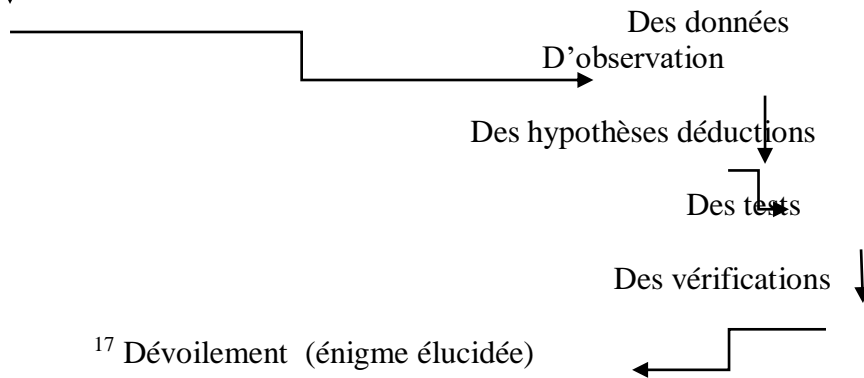 Des données
D’observation
Des hypothèses déductions
Des tests
Des vérifications
17 Dévoilement (énigme élucidée)